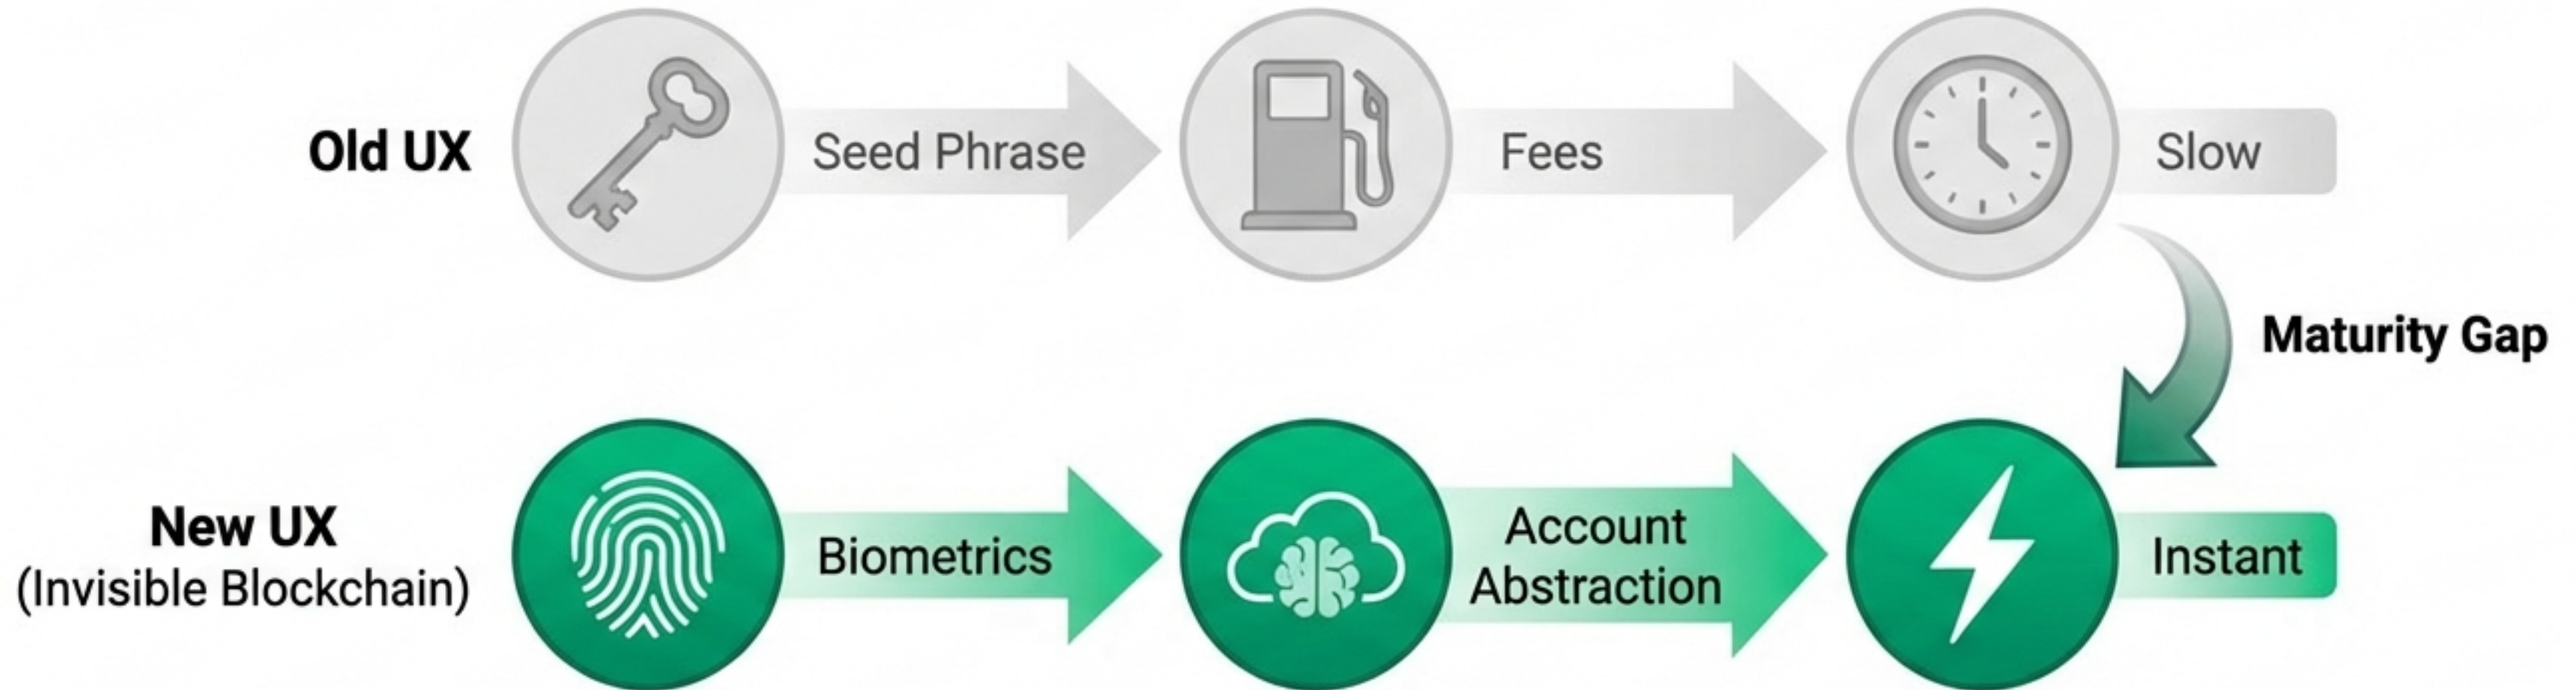 Old UX
Seed Phrase
Fees
Slow
Maturity Gap
New UX
(Invisible Blockchain)
Biometrics
Account
Abstraction
Instant